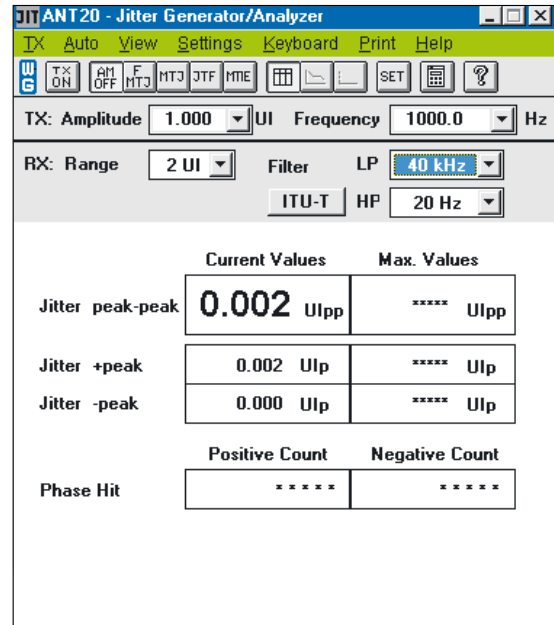 JIT ANT20 - Jitter Generator/Analyzer
TX Auto View Settings Keyboard Print Help
W G TX ON AM OFF F MTJ MTJ JTF MTIE SET ?
TX: Amplitude 1.000 UI Frequency 1000.0 Hz
RX: Range 2 UI Filter LP 40 kHz
ITU-T HP 20 Hz
Current Values Max. Values
Jitter peak-peak 0.002 UIpp ***** UIpp
Jitter +peak 0.002 UIp ***** UIp
Jitter -peak 0.000 UIp ***** UIp
Positive Count Negative Count
Phase Hit ***** *****